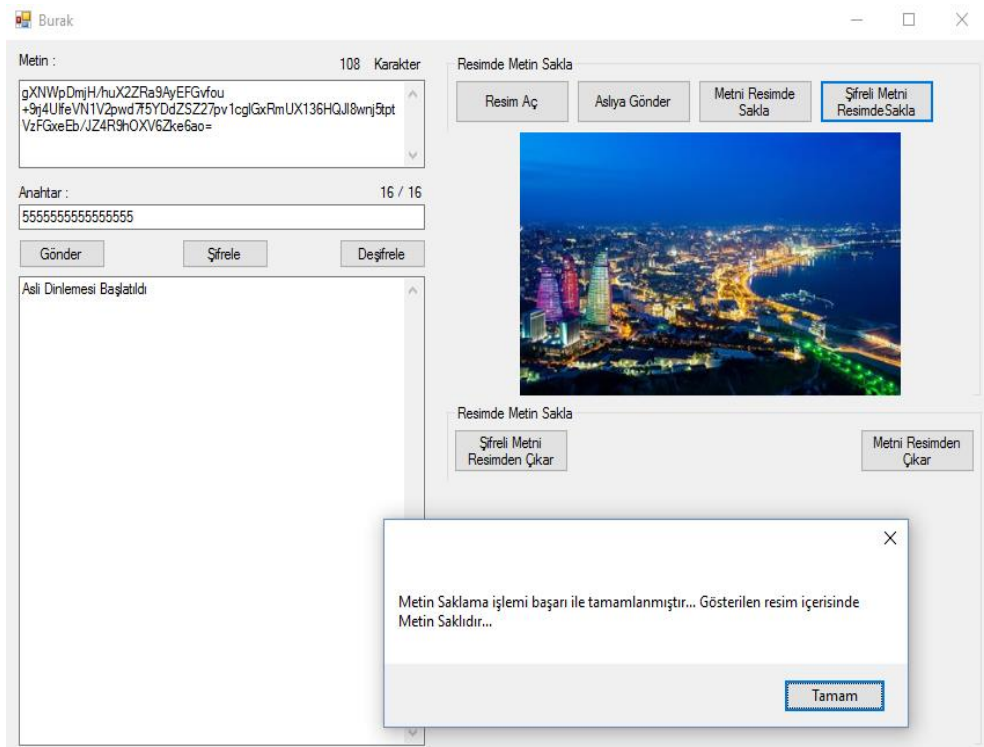 Burak
Metin :
108 Karakter
gXNWpDmjH/huX2ZRa9AyEFGvfou
+9rj4UlfeVN1V2pwd7f5YDdZSZ27pv1cglGxRmUX136HQJI8wnj5tpt
VzFGxeEb/JZ4R9hOXV6Zke6ao=
Anahtar :
16 / 16
5555555555555555
Gönder
Şifrele
Deşifrele
Asli Dinlemesi Başlatıldı
Resimde Metin Sakla
Resim Aç
Aslıya Gönder
Metni Resimde
Sakla
Şifreli Metni
ResimdeSakla
Resimde Metin Sakla
Şifreli Metni
Resimden Çıkar
Metni Resimden
Çıkar
Metin Saklama işlemi başarı ile tamamlanmıştır... Gösterilen resim içerisinde
Metin Saklıdır...
Tamam